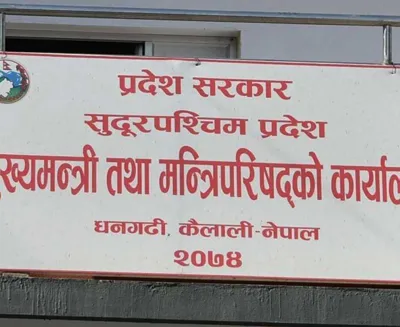 प्रदेश सरकार
सुदूरपश्चिम प्रदेश
मुख्यमन्त्री तथा मन्त्रिपरिषद्को कार्याल
धनगढी, कैलाली-नेपाल
२०७४